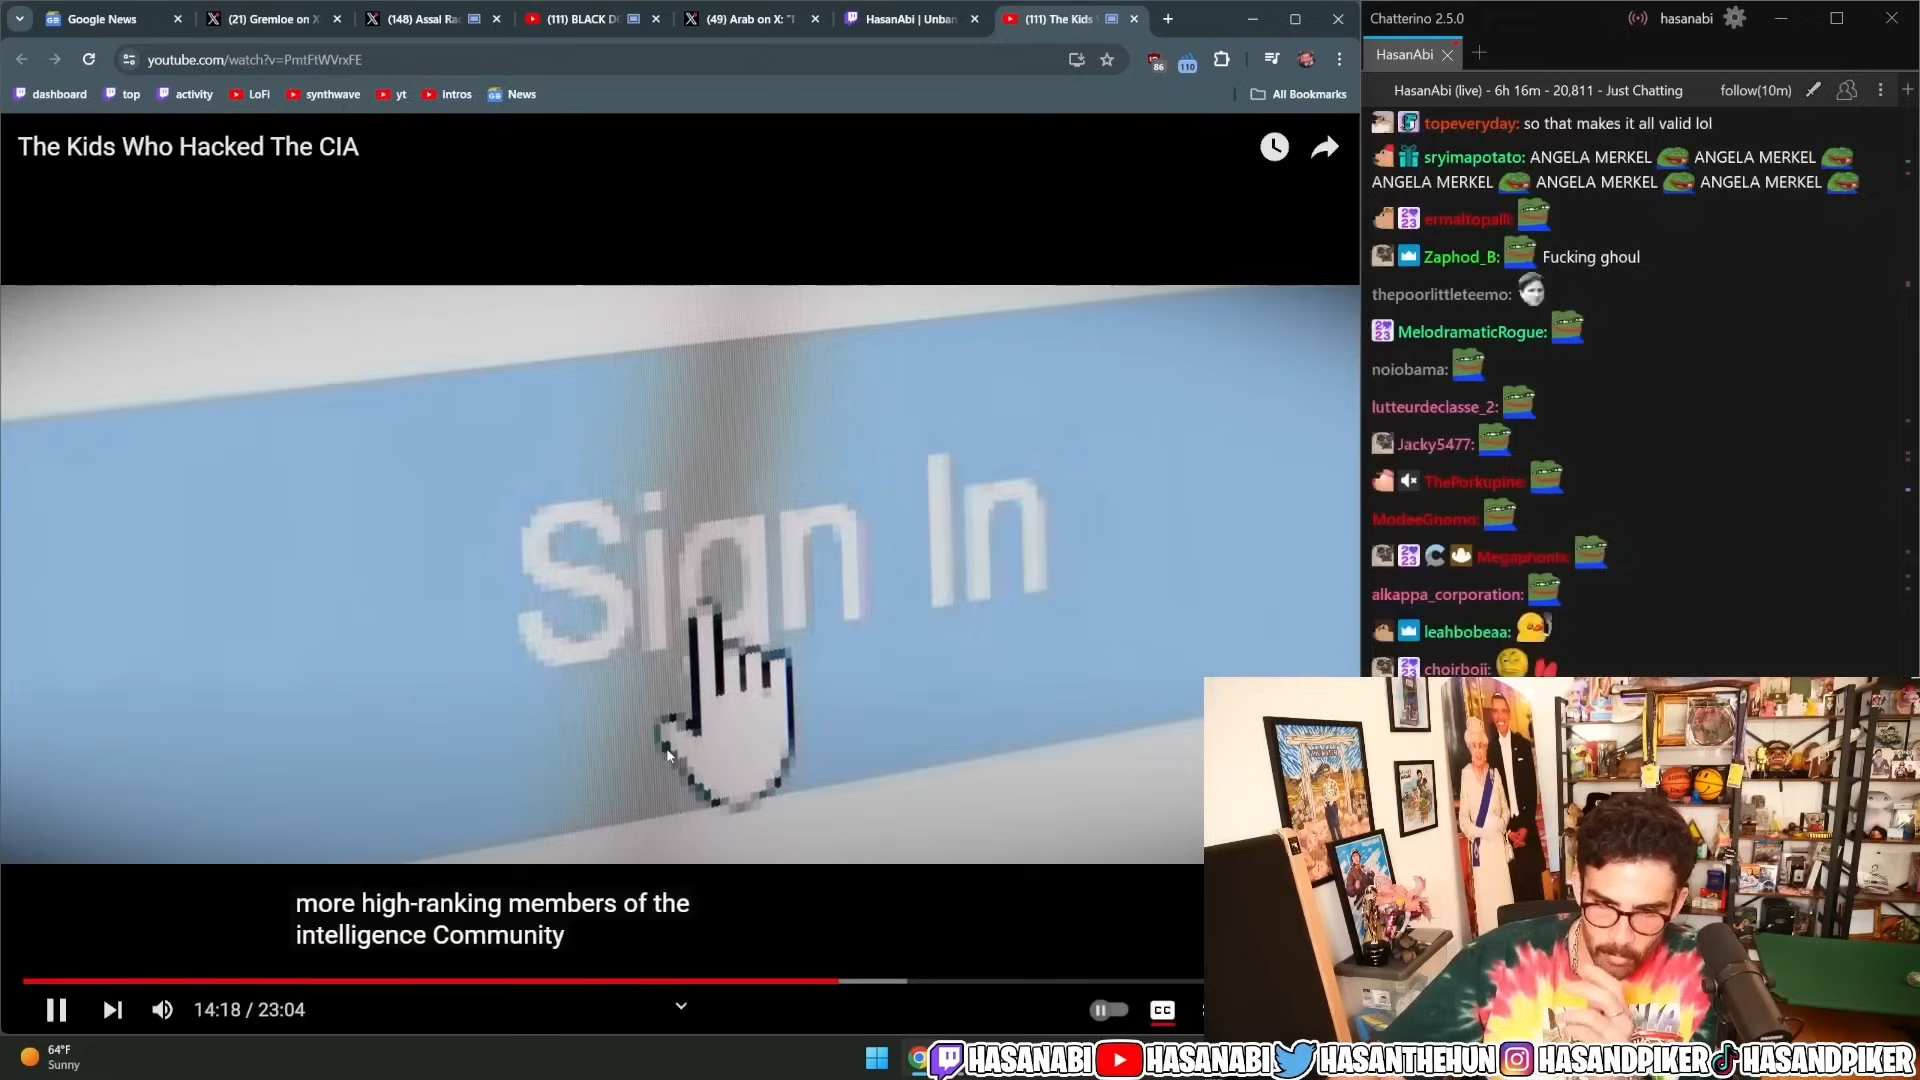 Google News
(21) Gremloe on X
(148) Assal Ra
(111) BLACK D
(49) Arab on X: "I
HasanAbi | Unban
(111) The Kids
youtube.com/watch?v=PmtFtWVrxFE
86
110
dashboard
top
activity
LoFi
synthwave
yt
Intros
News
All Bookmarks
The Kids Who Hacked The CIA
Sign In
more high-ranking members of the
intelligence Community
14:18 / 23:04
CC
64°F
Sunny
Chatterino 2.5.0
hasanabi
HasanAbi
HasanAbi (live) - 6h 16m - 20,811 - Just Chatting
follow(10m)
topeveryday: so that makes it all valid lol
sryimapotato: ANGELA MERKEL ANGELA MERKEL
ANGELA MERKEL ANGELA MERKEL ANGELA MERKEL
ermaltopalli:
Zaphod_B: Fucking ghoul
thepoorlittleteemo:
MelodramaticRogue:
noiobama:
lutteurdeclasse_2:
Jacky5477:
ThePorkupine:
ModeeGnomo:
Megaphontx:
alkappa_corporation:
leahbobeaa:
choirboii:
HASANABI
HASANABI
HASANTHEHUN
HASANDPIKER
HASANDPIKER